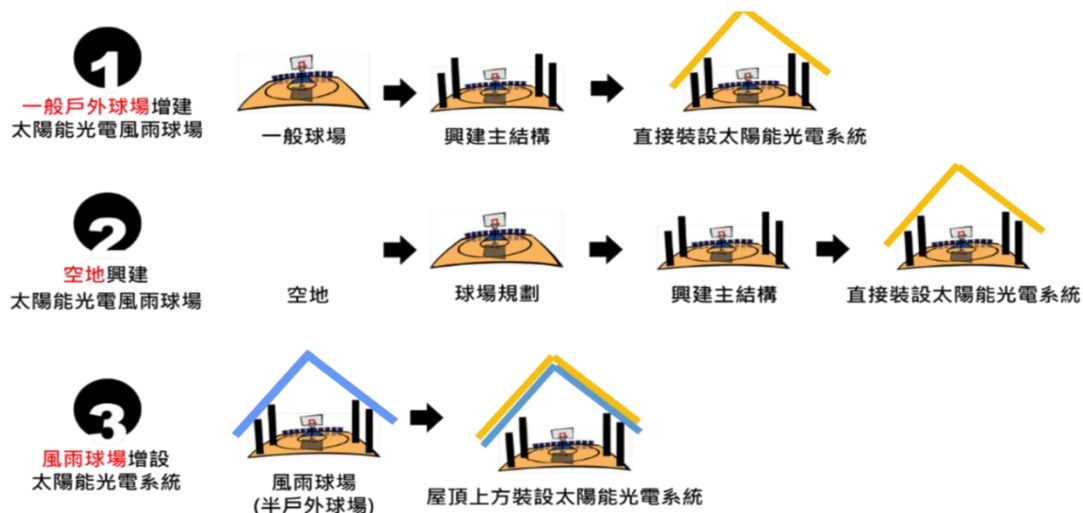 1
一般戶外球場增建
太陽能光電風雨球場
一般球場
興建主結構
直接裝設太陽能光電系統
2
空地興建
太陽能光電風雨球場
空地
球場規劃
興建主結構
直接裝設太陽能光電系統
3
風雨球場增設
太陽能光電系統
風雨球場
(半戶外球場)
屋頂上方裝設太陽能光電系統